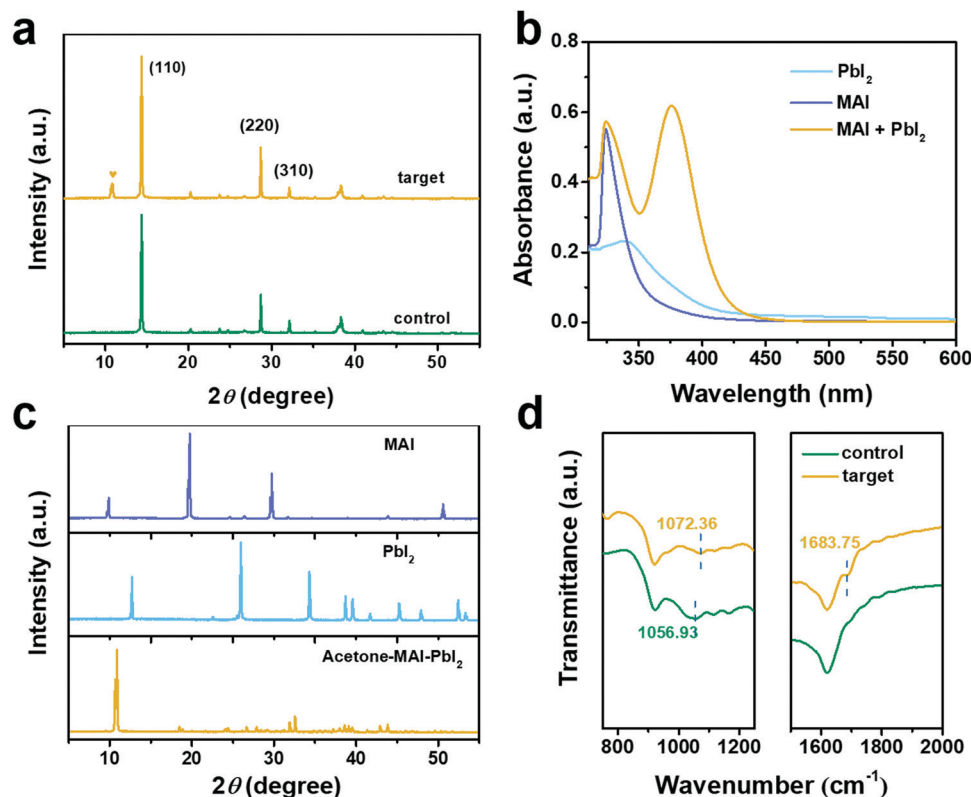 a
(110)
(220)
(310)
♥
target
control
Intensity (a.u.)
10 20 30 40 50
2θ (degree)
b
PbI₂
MAI
MAI + PbI₂
Absorbance (a.u.)
0.8
0.6
0.4
0.2
0.0
350 400 450 500 550 600
Wavelength (nm)
c
MAI
PbI₂
Acetone-MAI-PbI₂
Intensity (a.u.)
10 20 30 40 50
2θ (degree)
d
control
target
1072.36
1683.75
1056.93
Transmittance (a.u.)
800 1000 1200 1600 1800 2000
Wavenumber (cm⁻¹)